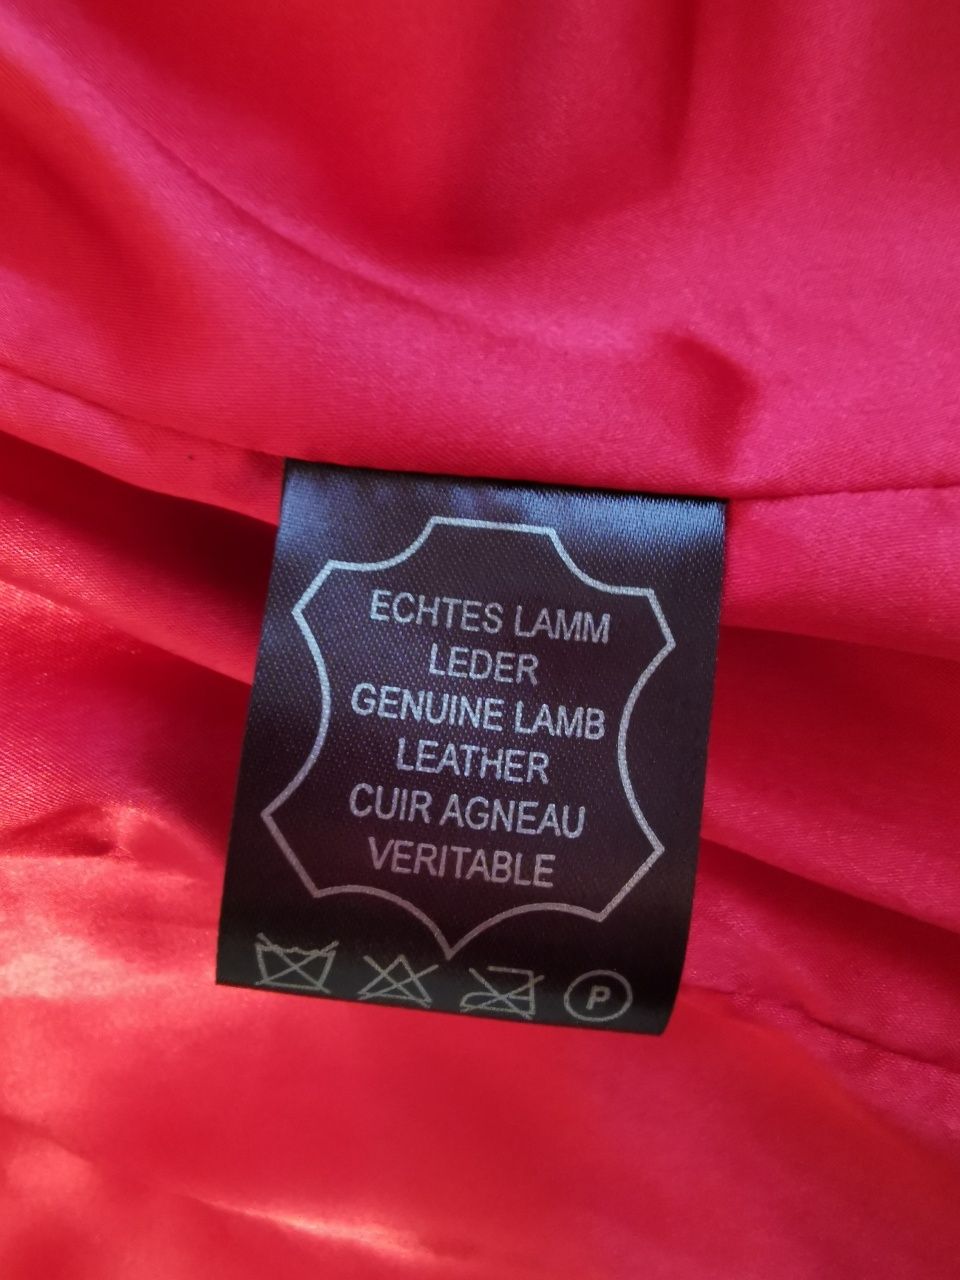 ECHTES LAMM
LEDER
GENUINE LAMB
LEATHER
CUIR AGNEAU
VERITABLE
P